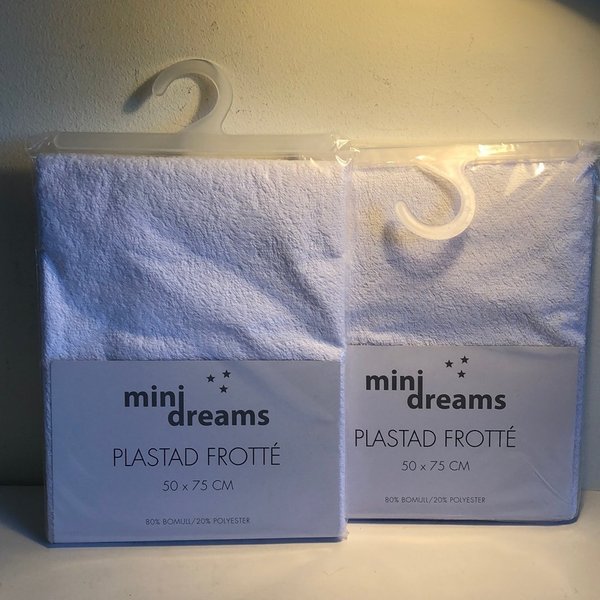 mini
dreams
PLASTAD FROTTÉ
50 x 75 CM
80% BOMULL/20% POLYESTER
mini
dreams
PLASTAD FROTTÉ
50 x 75 CM
80% BOMULL/20% POLYESTER